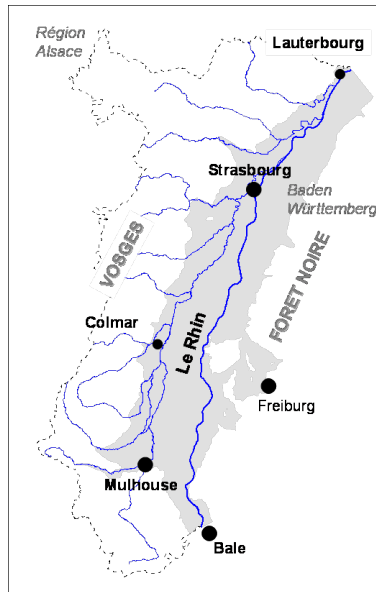 Région
Alsace
Lauterbourg
Strasbourg
Baden
Württemberg
VOSGES
FORET NOIRE
Colmar
Le Rhin
Freiburg
Mulhouse
Bale